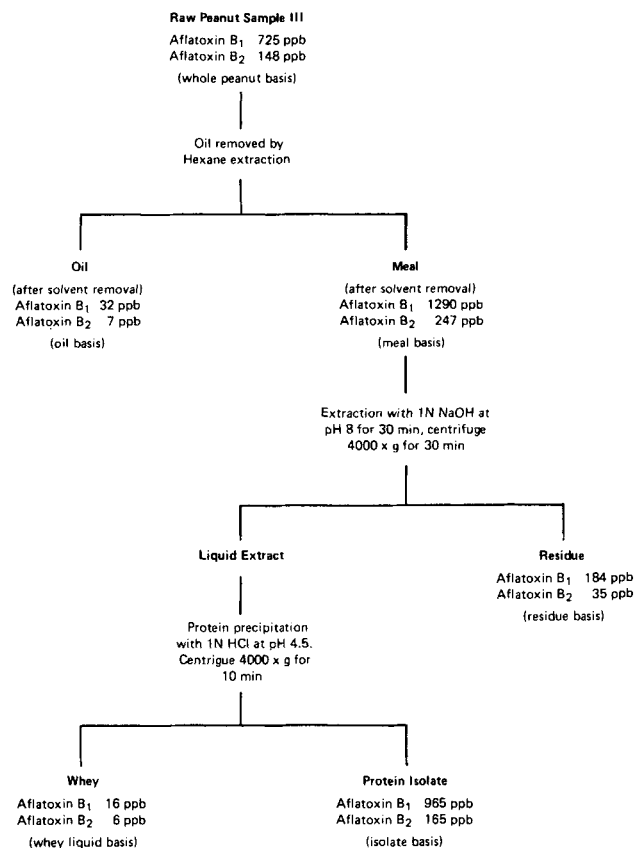 Raw Peanut Sample III
Aflatoxin B₁ 725 ppb
Aflatoxin B₂ 148 ppb
(whole peanut basis)
Oil removed by
Hexane extraction
Oil
(after solvent removal)
Aflatoxin B₁ 32 ppb
Aflatoxin B₂ 7 ppb
(oil basis)
Meal
(after solvent removal)
Aflatoxin B₁ 1290 ppb
Aflatoxin B₂ 247 ppb
(meal basis)
Extraction with 1N NaOH at
pH 8 for 30 min, centrifuge
4000 x g for 30 min
Liquid Extract
Residue
Aflatoxin B₁ 184 ppb
Aflatoxin B₂ 35 ppb
(residue basis)
Protein precipitation
with 1N HCl at pH 4.5.
Centrigue 4000 x g for
10 min
Whey
Aflatoxin B₁ 16 ppb
Aflatoxin B₂ 6 ppb
(whey liquid basis)
Protein Isolate
Aflatoxin B₁ 965 ppb
Aflatoxin B₂ 165 ppb
(isolate basis)